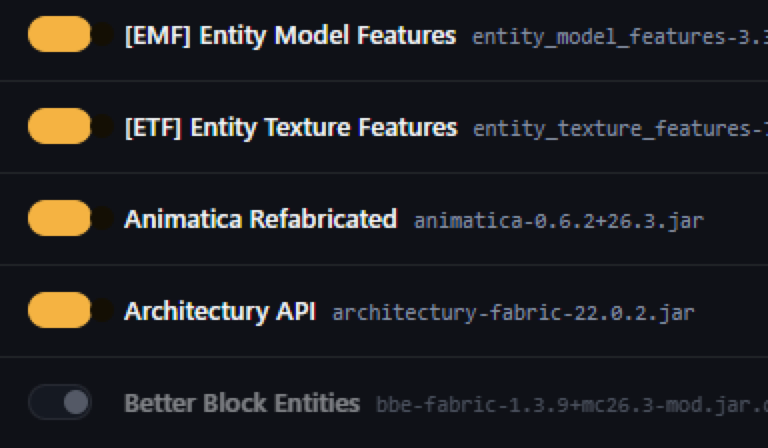 [EMF] Entity Model Features entity_model_features-3.3
[ETF] Entity Texture Features entity_texture_features-
Animatica Refabricated animatica-0.6.2+26.3.jar
Architectury API architectury-fabric-22.0.2.jar
Better Block Entities bbe-fabric-1.3.9+mc26.3-mod.jar.